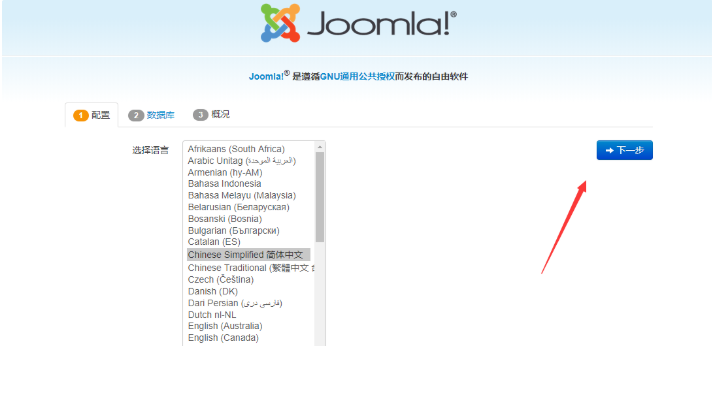 Joomla!®
Joomla!® 是遵循GNU通用公共授权而发布的自由软件
1 配置 2 数据库 3 概况
选择语言
Afrikaans (South Africa)
Arabic Unitag (العربية الموحدة)
Armenian (hy-AM)
Bahasa Indonesia
Bahasa Melayu (Malaysia)
Belarusian (Беларуская)
Bosanski (Bosnia)
Bulgarian (Български)
Catalan (ES)
Chinese Simplified 简体中文
Chinese Traditional (繁體中文
Czech (Čeština)
Danish (DK)
Dari Persian (فارسی دری)
Dutch nl-NL
English (Australia)
English (Canada)
下一步